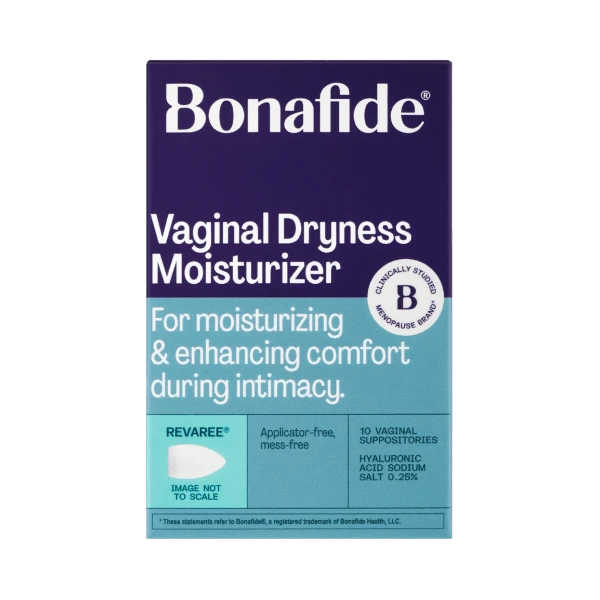 Bonafide®
Vaginal Dryness
Moisturizer
CLINICALLY STUDIED
B
MENOPAUSE BRAND*
For moisturizing
& enhancing comfort
during intimacy.
REVAREE®
IMAGE NOT
TO SCALE
Applicator-free,
mess-free
10 VAGINAL
SUPPOSITORIES
HYALURONIC
ACID SODIUM
SALT 0.25%
* These statements refer to Bonafide®, a registered trademark of Bonafide Health, LLC.